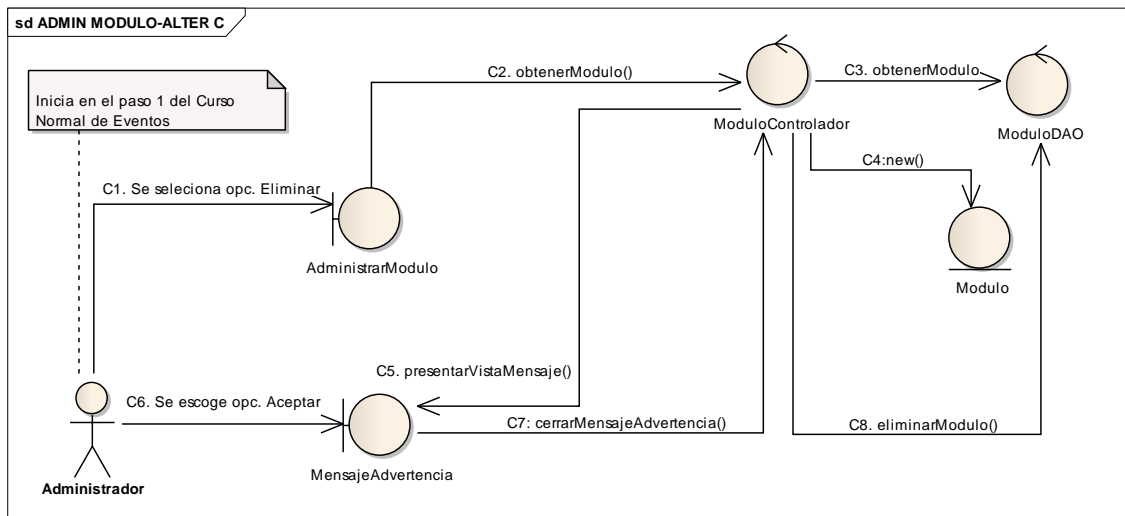 sd ADMIN MODULO-ALTER C
Inicia en el paso 1 del Curso
Normal de Eventos
C2. obtenerModulo()
C3. obtenerModulo
ModuloControlador
ModuloDAO
C4:new()
C1. Se seleciona opc. Eliminar
AdministrarModulo
Modulo
C5. presentarVistaMensaje()
C6. Se escoge opc. Aceptar
C7: cerrarMensajeAdvertencia()
C8. eliminarModulo()
MensajeAdvertencia
Administrador